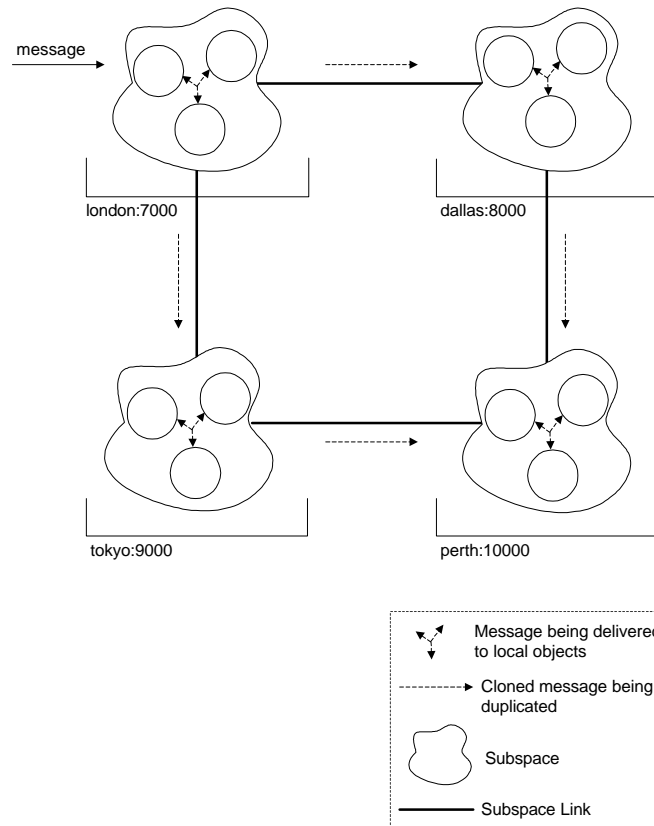 message
london:7000
dallas:8000
tokyo:9000
perth:10000
Message being delivered
to local objects
Cloned message being
duplicated
Subspace
Subspace Link